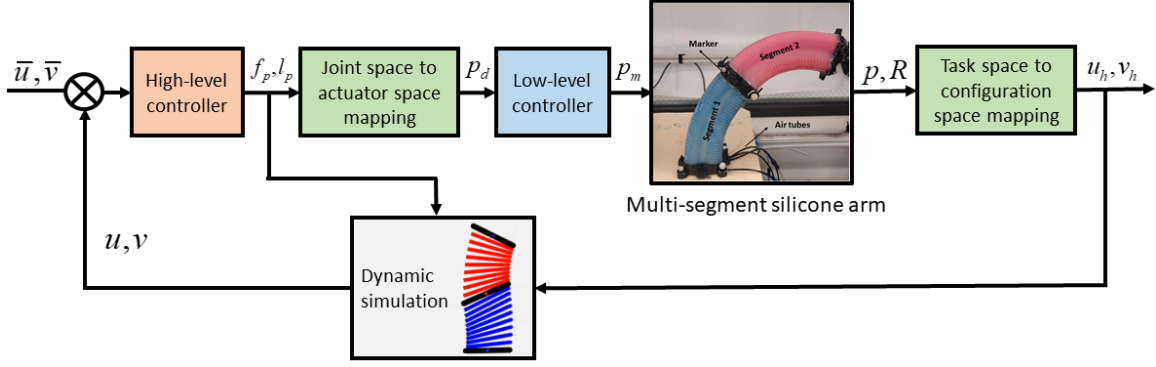 u̅, v̅
High-level
controller
f_p, l_p
Joint space to
actuator space
mapping
p_d
Low-level
controller
p_m
Marker
Segment 2
Segment 1
Air tubes
p, R
Task space to
configuration
space mapping
u_h, v_h
Multi-segment silicone arm
u, v
Dynamic
simulation